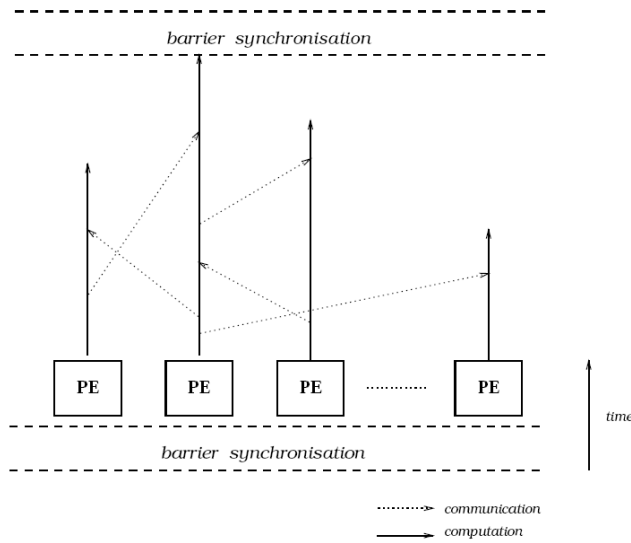 barrier synchronisation
PE PE PE PE
time
barrier synchronisation
communication
computation